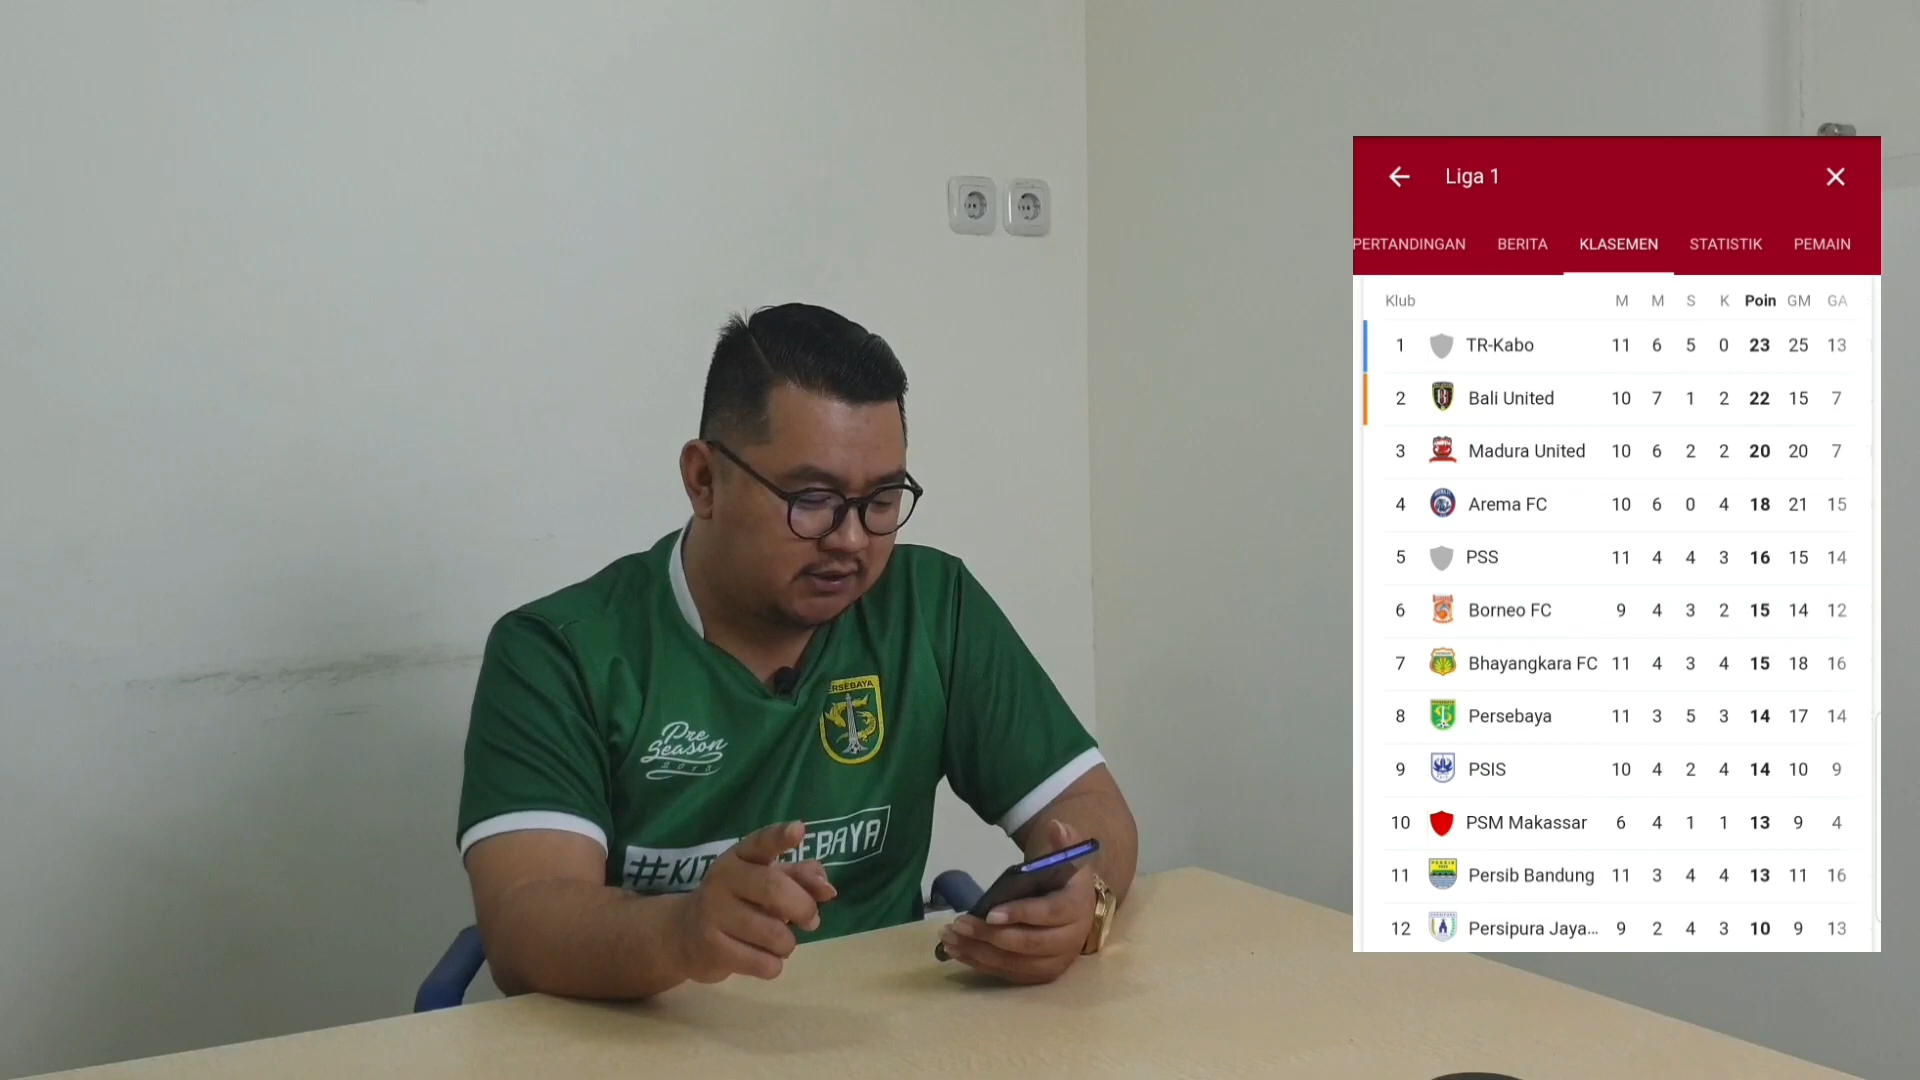 Liga 1
PERTANDINGAN BERITA KLASEMEN STATISTIK PEMAIN
Klub M M S K Poin GM GA
1 TR-Kabo 11 6 5 0 23 25 13
2 Bali United 10 7 1 2 22 15 7
3 Madura United 10 6 2 2 20 20 7
4 Arema FC 10 6 0 4 18 21 15
5 PSS 11 4 4 3 16 15 14
6 Borneo FC 9 4 3 2 15 14 12
7 Bhayangkara FC 11 4 3 4 15 18 16
8 Persebaya 11 3 5 3 14 17 14
9 PSIS 10 4 2 4 14 10 9
10 PSM Makassar 6 4 1 1 13 9 4
11 Persib Bandung 11 3 4 4 13 11 16
12 Persipura Jaya... 9 2 4 3 10 9 13
ERSEBAYA
Pre
Season
#KIT SEBAYA